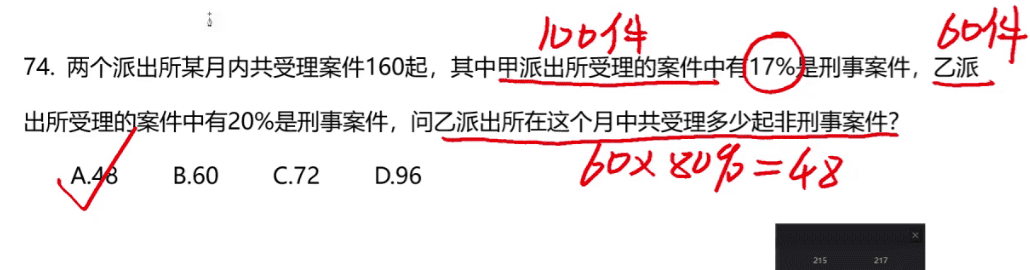 100件
60件
74. 两个派出所某月内共受理案件160起，其中甲派出所受理的案件中有17%是刑事案件，乙派
出所受理的案件中有20%是刑事案件，问乙派出所在这个月中共受理多少起非刑事案件？
A.48 B.60 C.72 D.96
60×80%=48
215 217